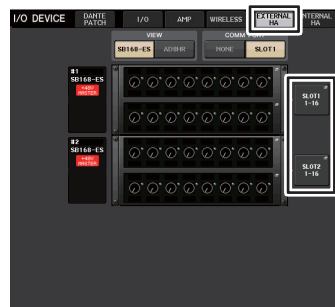 I/O DEVICE
DANTE PATCH
I/O
AMP
WIRELESS
EXTERNAL HA
INTERNAL HA
VIEW
COMM PORT
SB168-ES
AD8HR
NONE
SLOT1
#1
SB168-ES
+48V
MASTER
SLOT1
1-16
#2
SB168-ES
+48V
MASTER
SLOT2
1-16